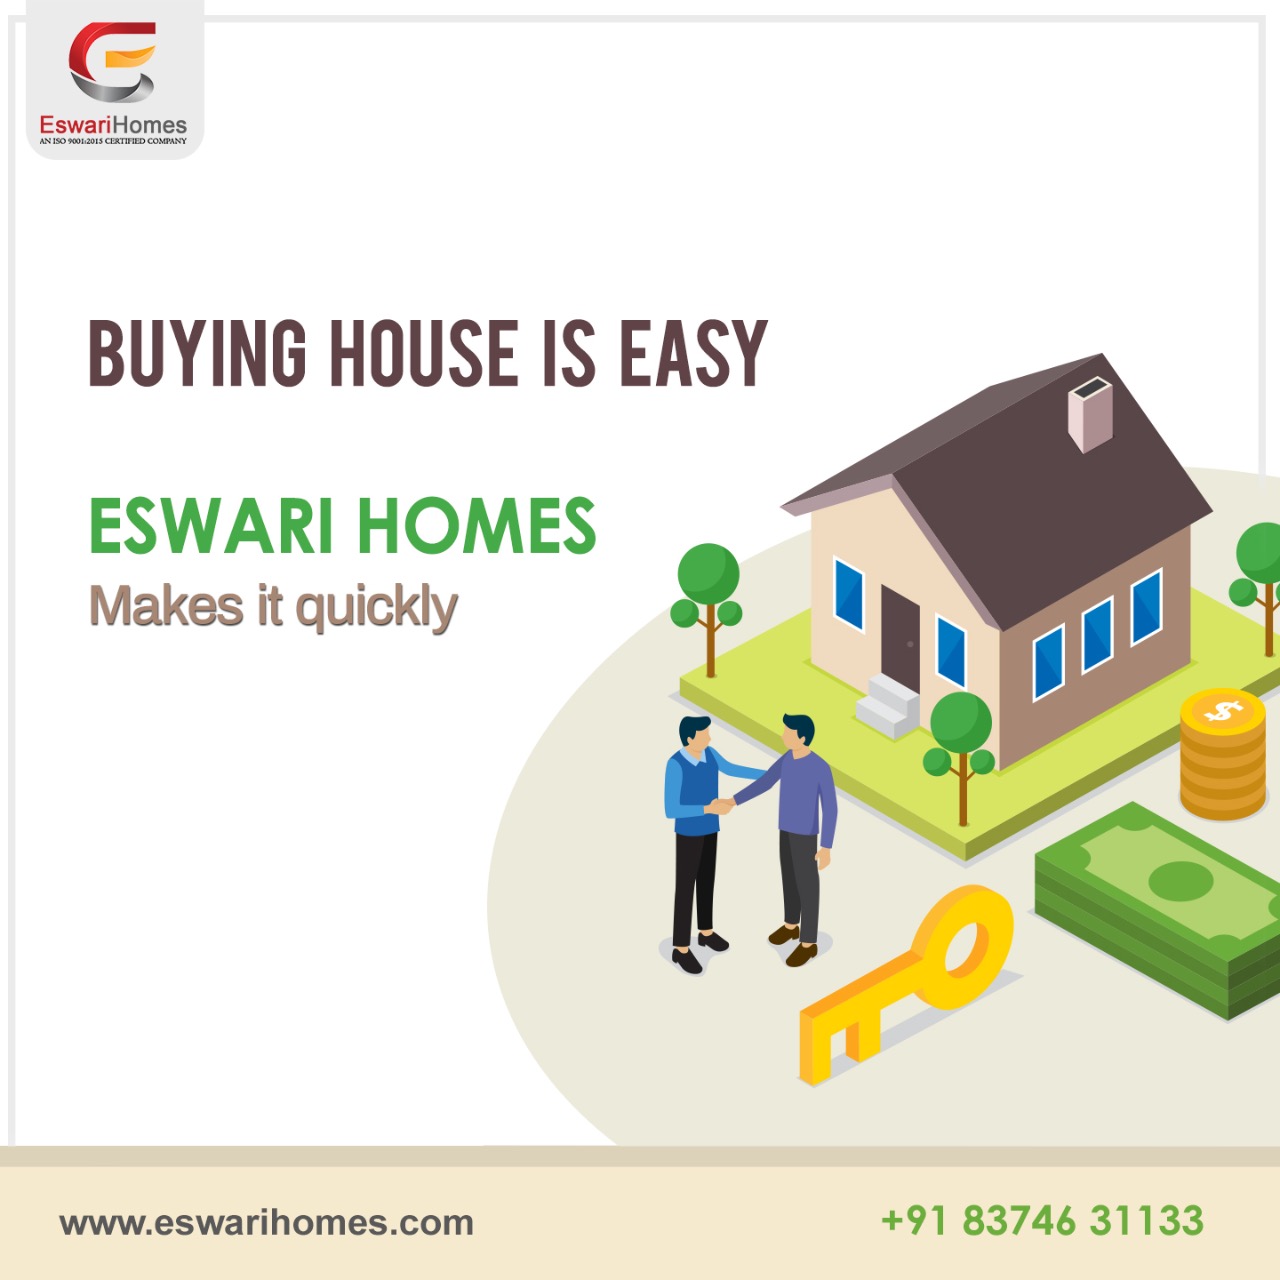 EswariHomes
AN ISO 9001:2015 CERTIFIED COMPANY
BUYING HOUSE IS EASY
ESWARI HOMES
Makes it quickly
$
www.eswarihomes.com
+91 83746 31133